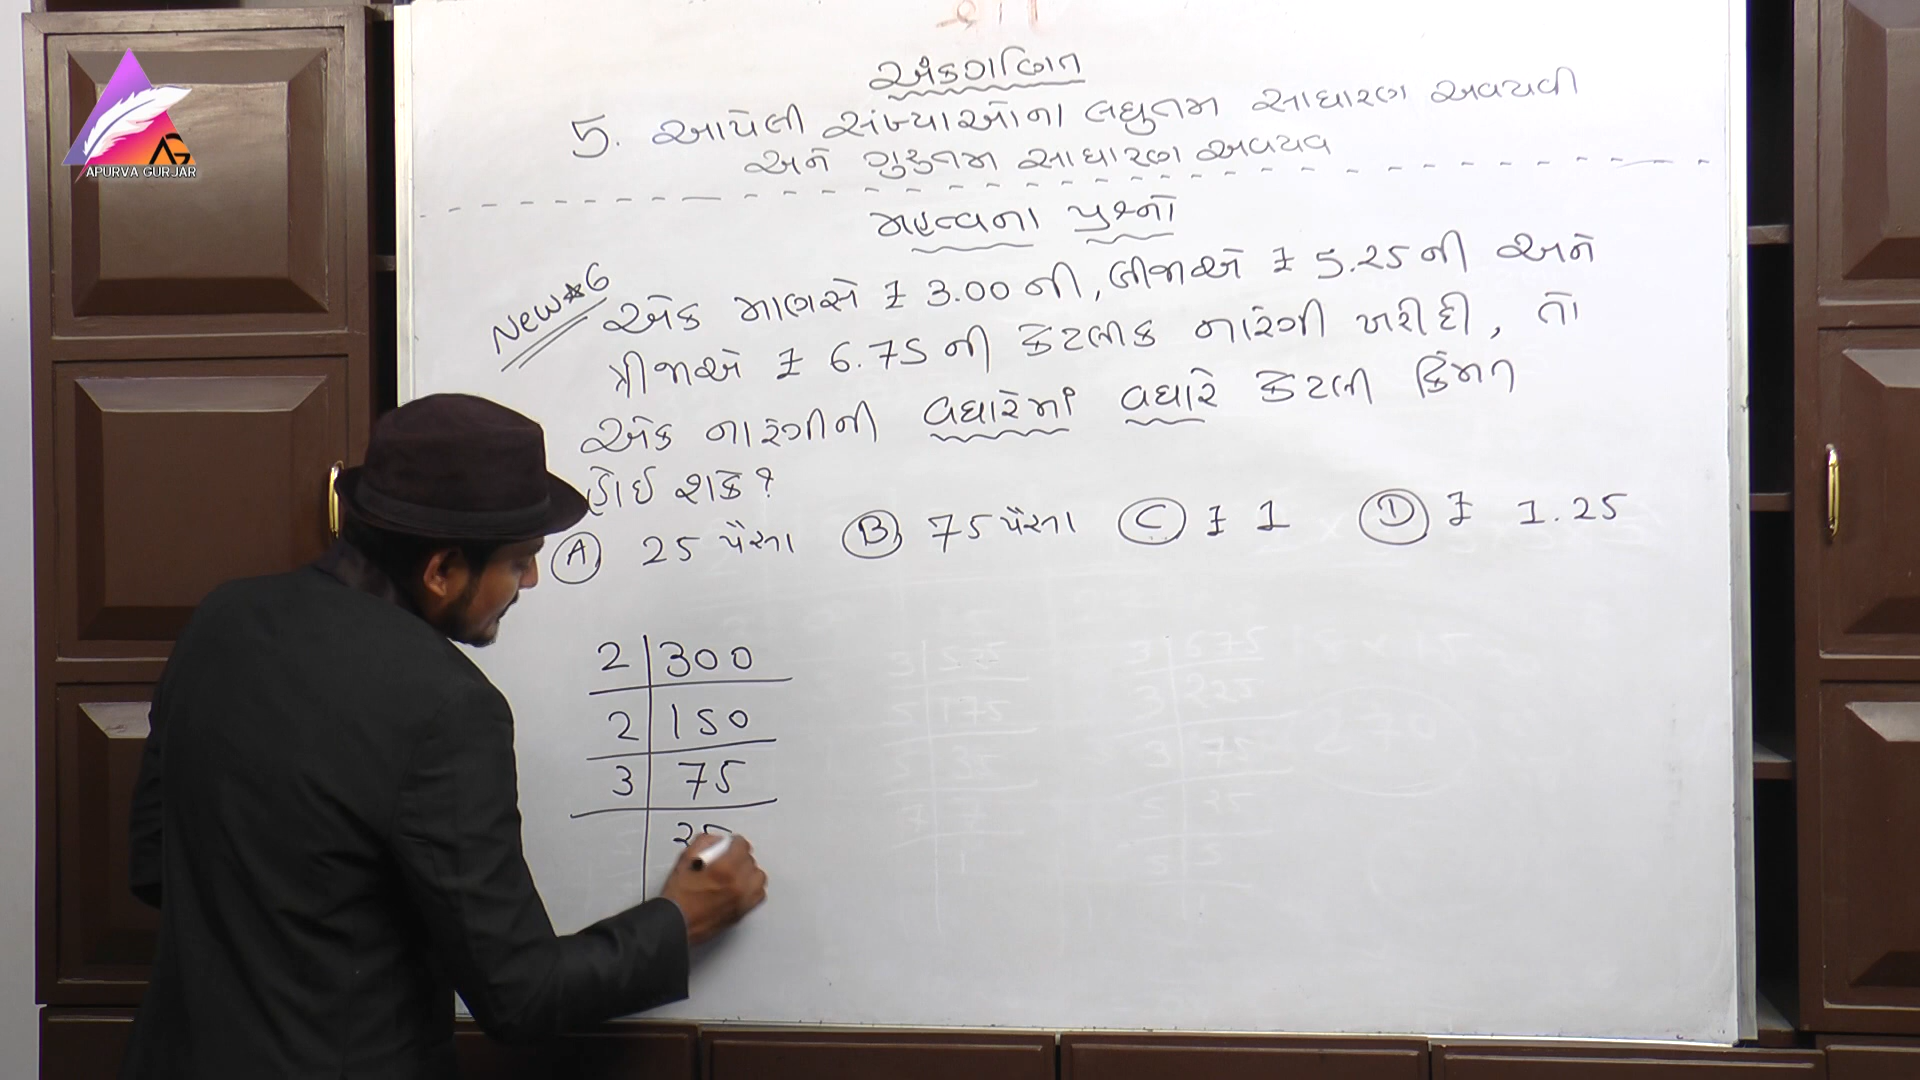 APURVA GURJAR
અંકગણિત
5. આપેલી સંખ્યાઓના લઘુતમ સાધારણ અવયવી
અને ગુરુતમ સાધારણ અવયવ
મહત્વના પ્રશ્નો
New * 6
એક માણસે ₹ 3.00 ની, બીજાએ ₹ 5.25 ની અને
ત્રીજાએ ₹ 6.75 ની કેટલીક નારંગી ખરીદી, તો
એક નારંગીની વધારેમાં વધારે કેટલી કિંમત
હોઈ શકે?
A 25 પૈસા B 75 પૈસા C ₹ 1 D ₹ 1.25
2 300
2 150
3 75
25